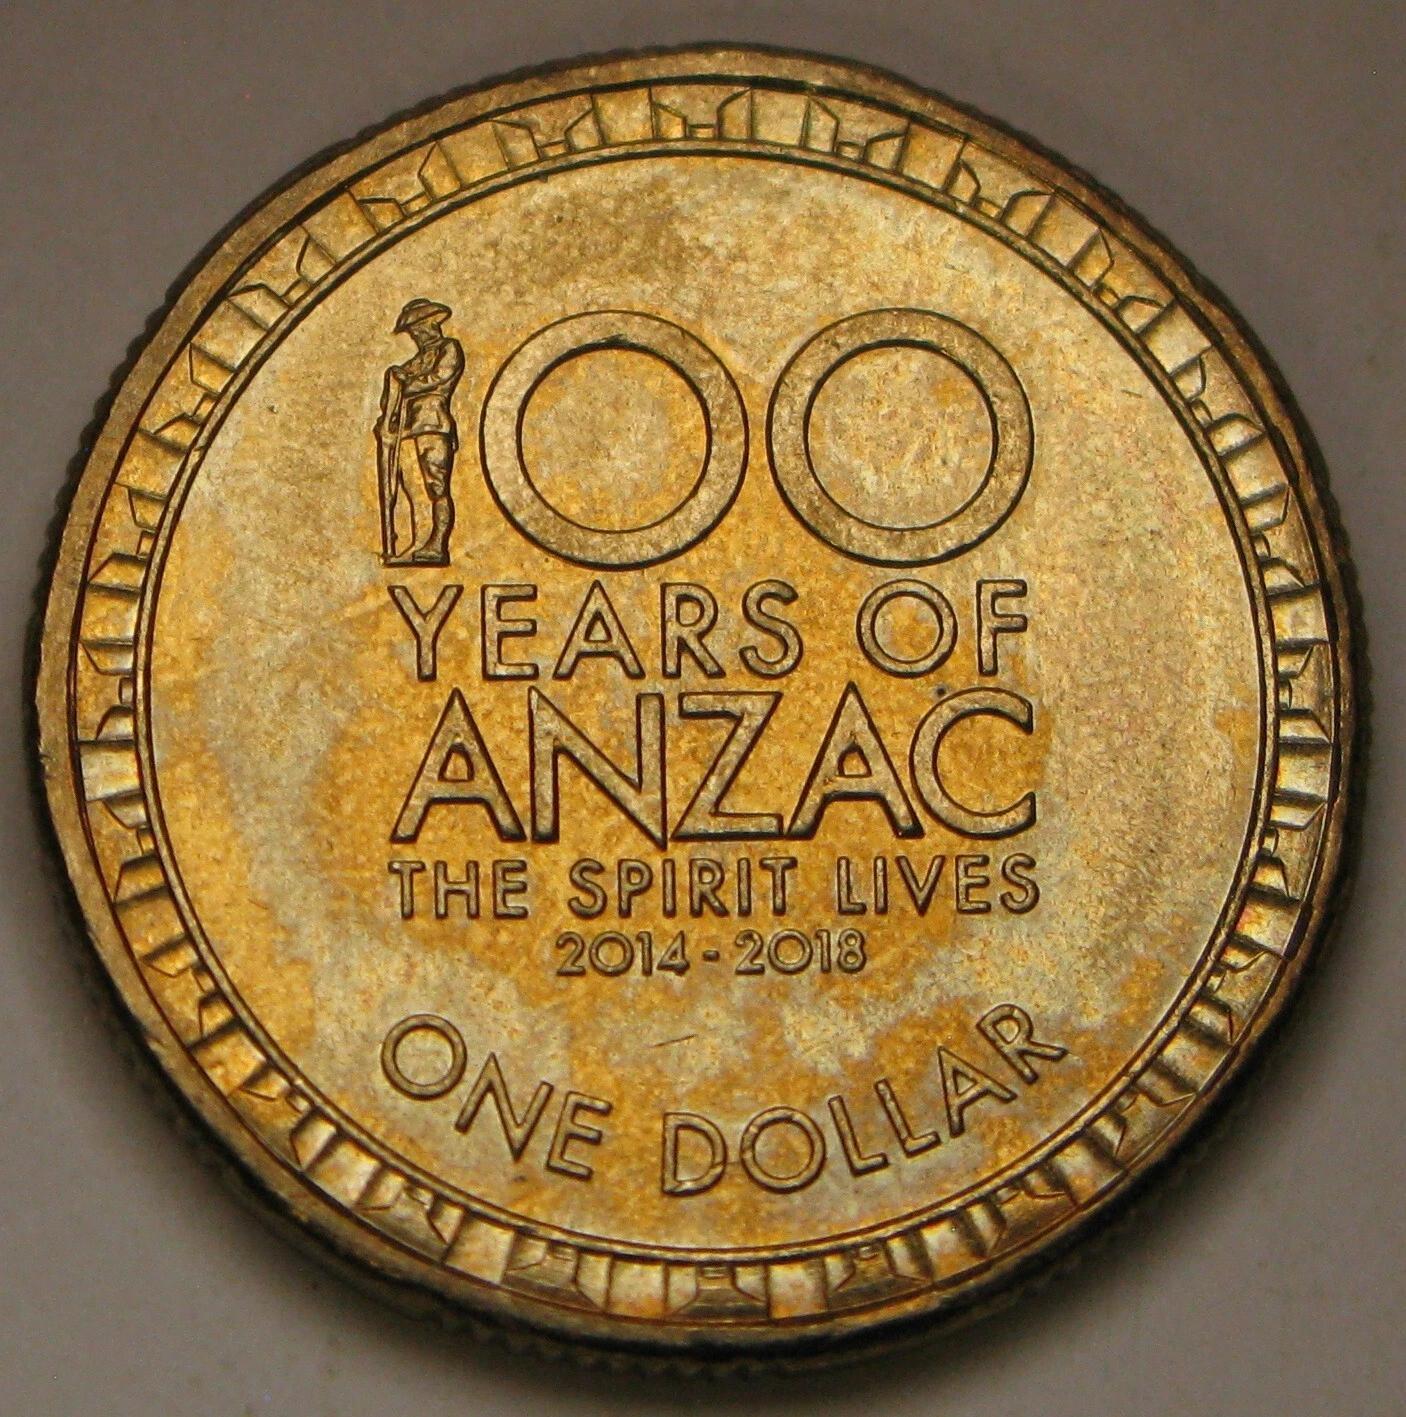 100
YEARS OF
ANZAC
THE SPIRIT LIVES
2014-2018
ONE DOLLAR